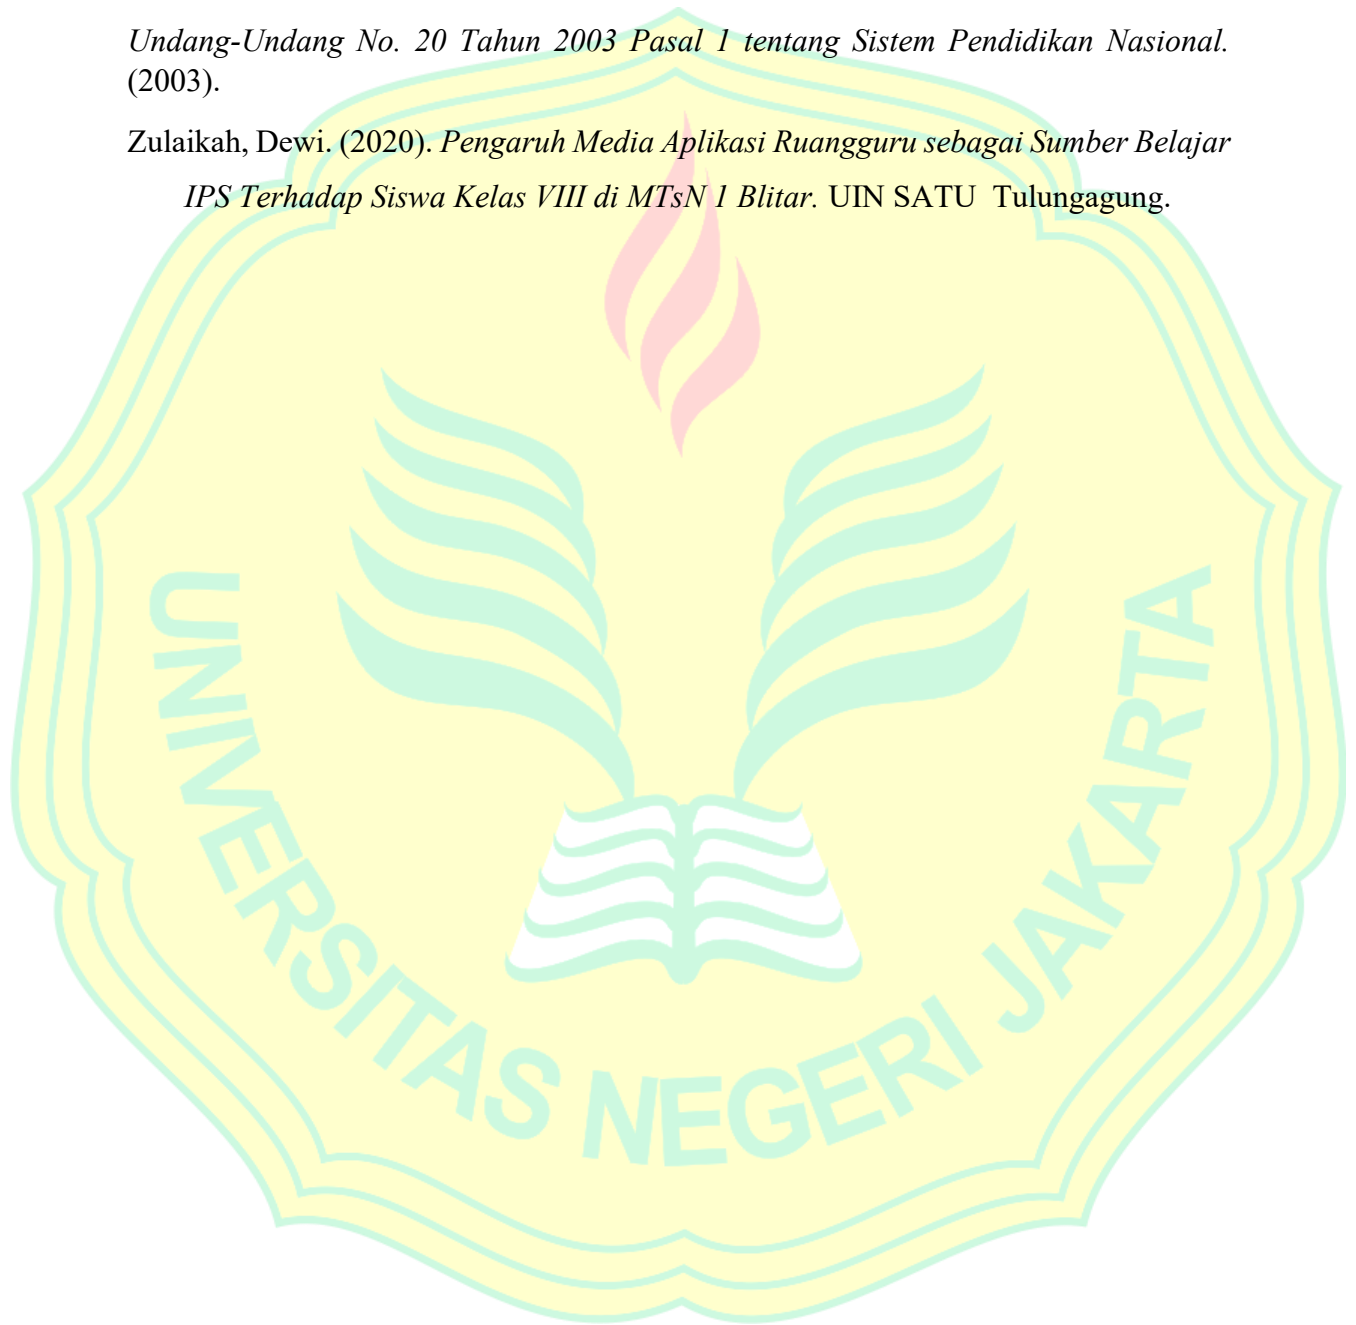 Undang-Undang No. 20 Tahun 2003 Pasal 1 tentang Sistem Pendidikan Nasional.
(2003).
Zulaikah, Dewi. (2020). Pengaruh Media Aplikasi Ruangguru sebagai Sumber Belajar
IPS Terhadap Siswa Kelas VIII di MTsN 1 Blitar. UIN SATU  Tulungagung.
UNIVERSITAS NEGERI JAKARTA